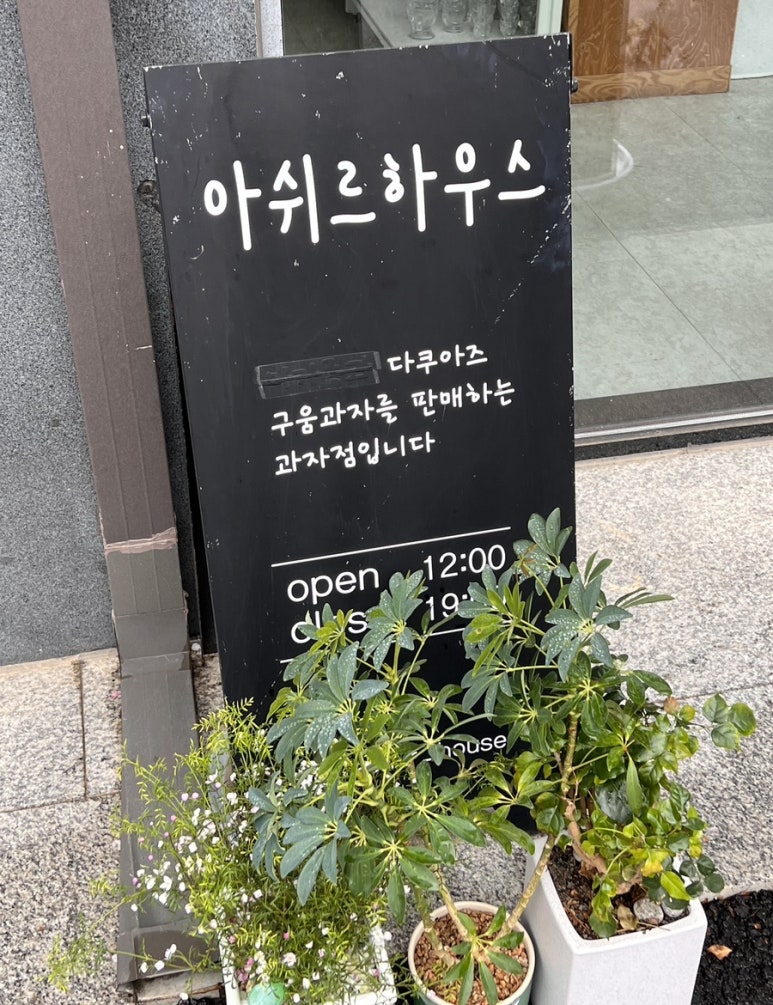 아쉬르하우스
다쿠아즈
구움과자를 판매하는
과자점입니다
open 12:00